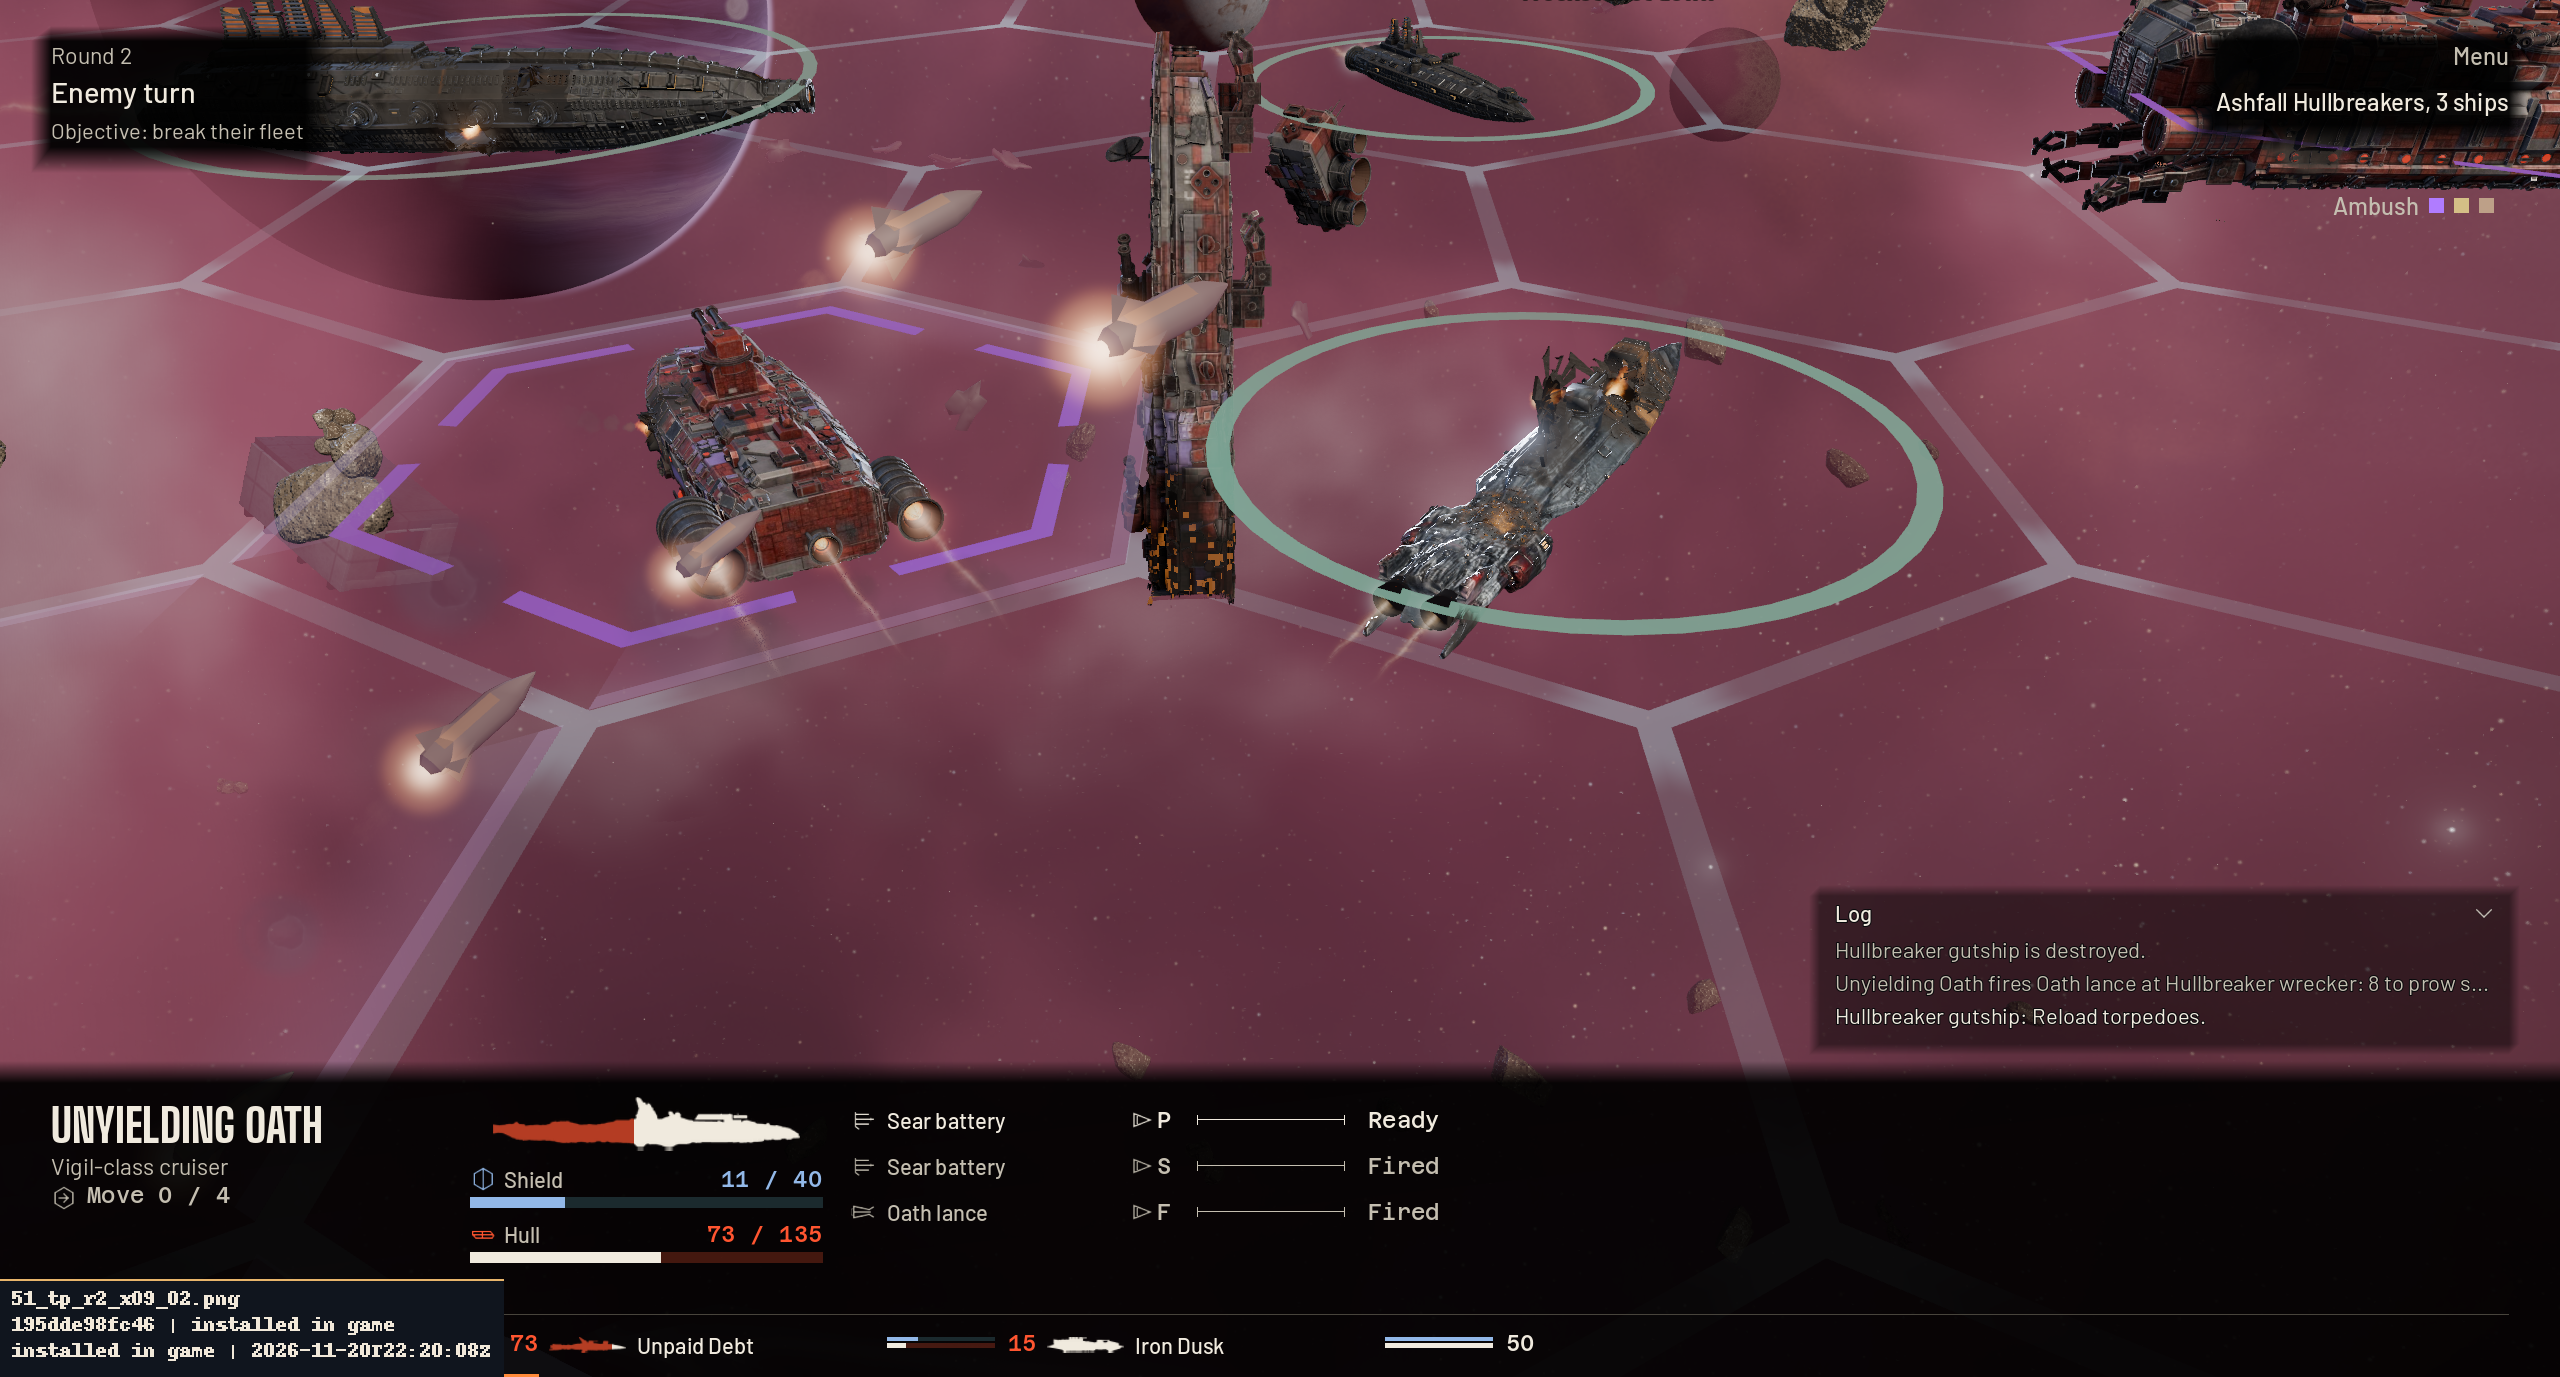 Round 2
Enemy turn
Objective: break their fleet
Menu
Ashfall Hullbreakers, 3 ships
Ambush
Log
Hullbreaker gutship is destroyed.
Unyielding Oath fires Oath lance at Hullbreaker wrecker: 8 to prow s...
Hullbreaker gutship: Reload torpedoes.
UNYIELDING OATH
Vigil-class cruiser
Move 0 / 4
Shield 11 / 40
Hull 73 / 135
Sear battery P Ready
Sear battery S Fired
Oath lance F Fired
51_tp_r2_x09_02.png
195dde98fc46 | installed in game
installed in game | 2026-11-20T22:20:08Z
73 Unpaid Debt 15 Iron Dusk 50